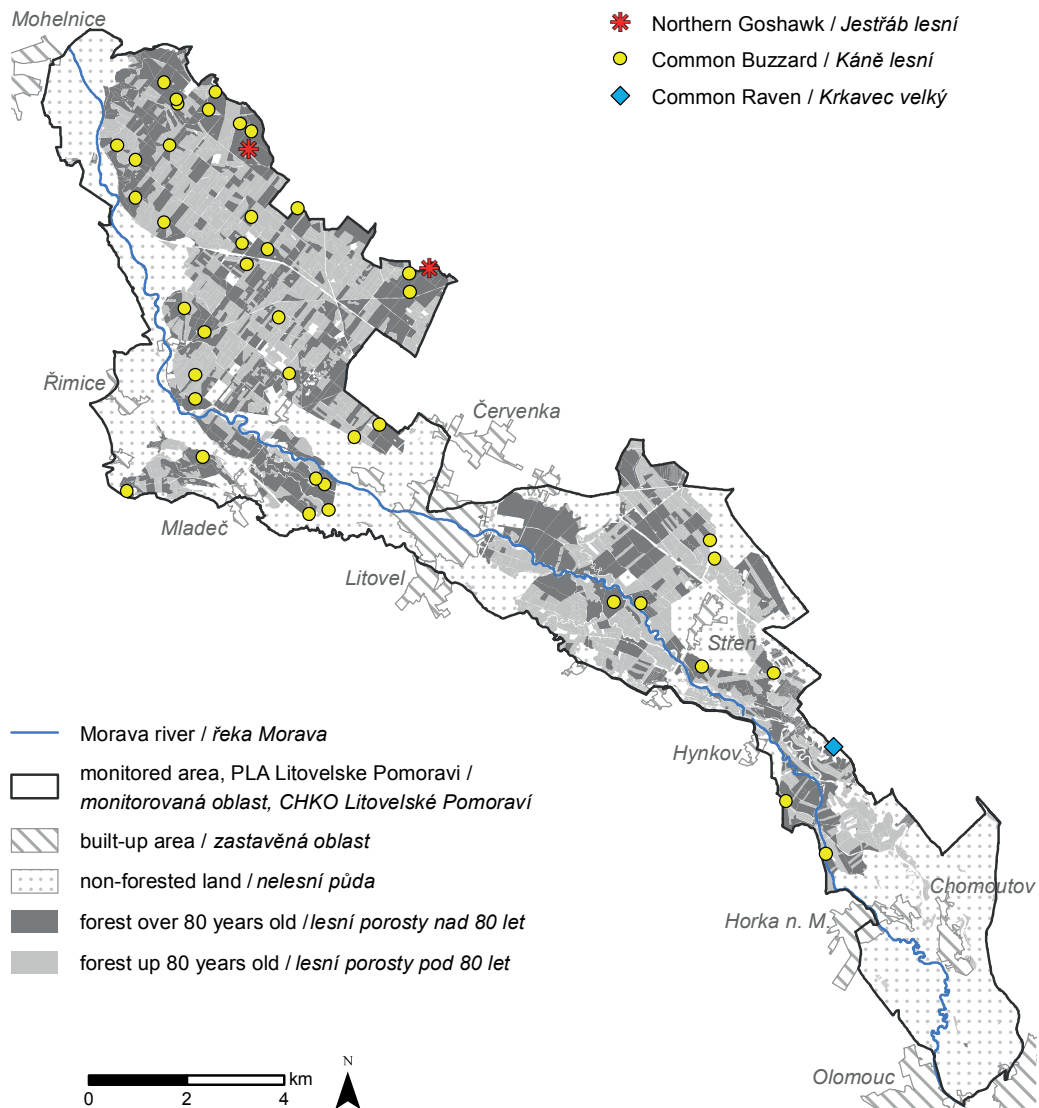 Mohelnice
Northern Goshawk / Jestřáb lesní
Common Buzzard / Káně lesní
Common Raven / Krkavec velký
Řimice
Červenka
Mladeč
Litovel
Střeň
Hynkov
Chomoutov
Horka n. M.
Olomouc
Morava river / řeka Morava
monitored area, PLA Litovelske Pomoravi /
monitorovaná oblast, CHKO Litovelské Pomoraví
built-up area / zastavěná oblast
non-forested land / nelesní půda
forest over 80 years old / lesní porosty nad 80 let
forest up 80 years old / lesní porosty pod 80 let
km
0 2 4
N